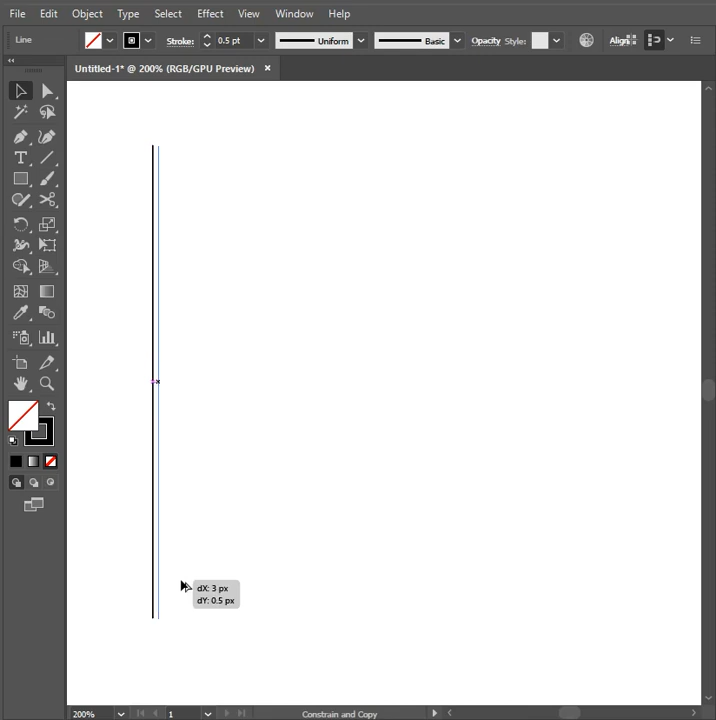 File Edit Object Type Select Effect View Window Help
Line Stroke: 0.5 pt Uniform Basic Opacity Style: Align
Untitled-1* @ 200% (RGB/GPU Preview) ×
dX: 3 px
dY: 0.5 px
200% 1 Constrain and Copy